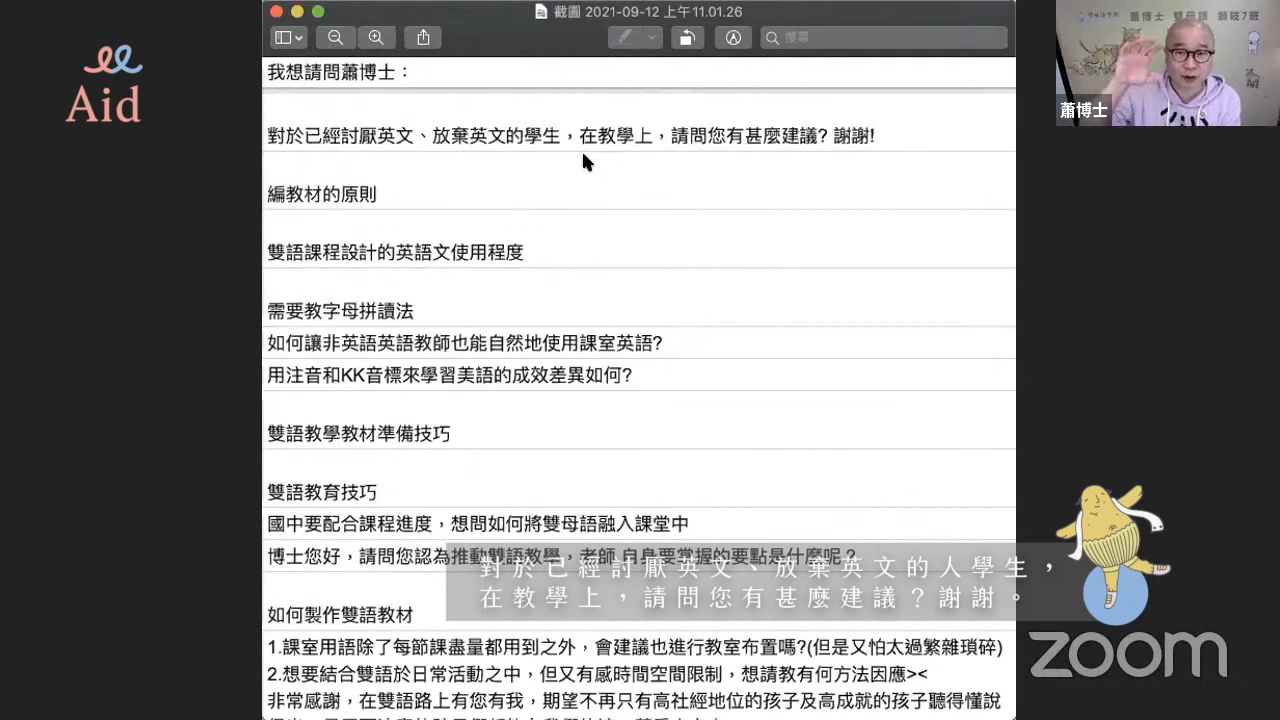 截圖 2021-09-12 上午11.01.26
搜尋
Aid
我想請問蕭博士：
對於已經討厭英文、放棄英文的學生，在教學上，請問您有甚麼建議? 謝謝!
編教材的原則
雙語課程設計的英語文使用程度
需要教字母拼讀法
如何讓非英語英語教師也能自然地使用課室英語?
用注音和KK音標來學習美語的成效差異如何?
雙語教學教材準備技巧
雙語教育技巧
國中要配合課程進度，想問如何將雙母語融入課堂中
博士您好，請問您認為推動雙語教學，老師 自身要掌握的要點是什麼呢？
如何製作雙語教材
1.課室用語除了每節課盡量都用到之外，會建議也進行教室布置嗎?(但是又怕太過繁雜瑣碎)
2.想要結合雙語於日常活動之中，但又有感時間空間限制，想請教有何方法因應><
非常感謝，在雙語路上有您有我，期望不再只有高社經地位的孩子及高成就的孩子聽得懂說
蕭博士 雙母語 獅吱7班
蕭博士
對於已經討厭英文、放棄英文的人學生，
在教學上，請問您有甚麼建議？謝謝。
zoom